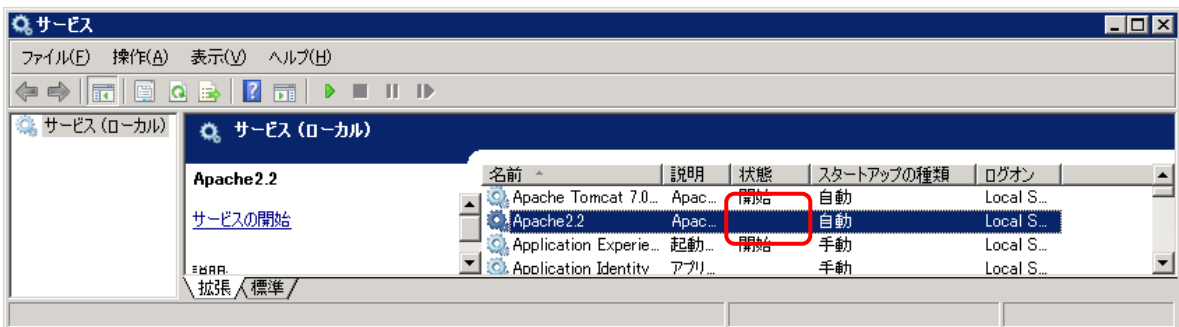 サービス
ファイル(F) 操作(A) 表示(V) ヘルプ(H)
サービス (ローカル)
サービス (ローカル)
Apache2.2
サービスの開始
名前 説明 状態 スタートアップの種類 ログオン
Apache Tomcat 7.0... Apac... 開始 自動 Local S...
Apache2.2 Apac... 自動 Local S...
Application Experie... 起動... 開始 手動 Local S...
Application Identity アプリ... 手動 Local S...
拡張 標準